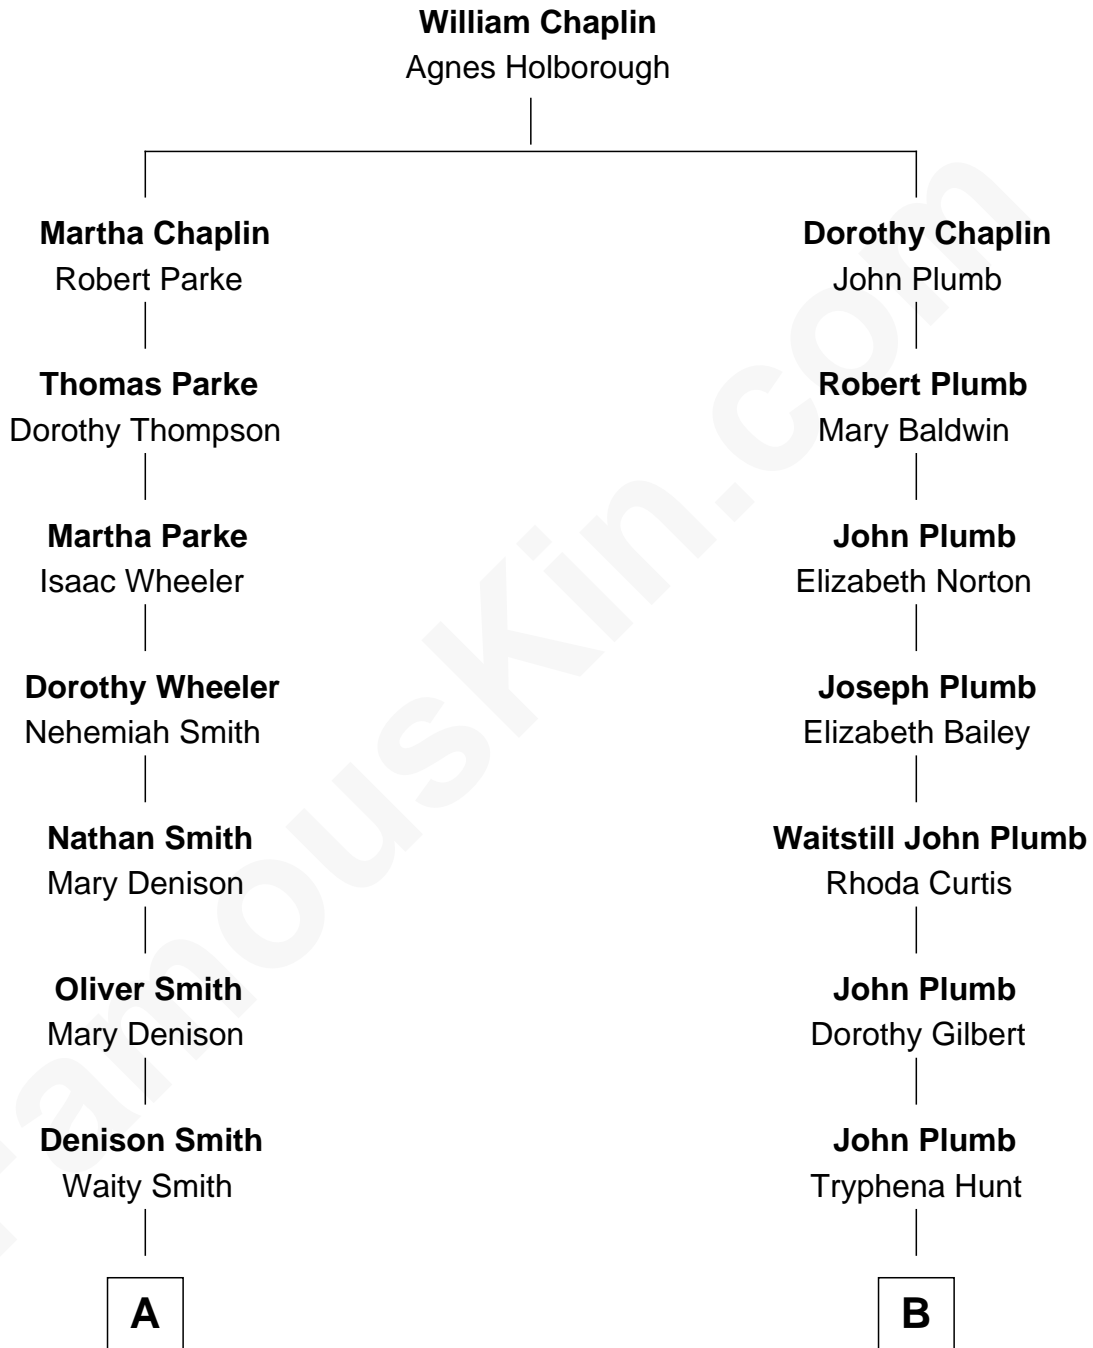 William Chaplin
Agnes Holborough
Martha Chaplin
Robert Parke
Dorothy Chaplin
John Plumb
Thomas Parke
Dorothy Thompson
Robert Plumb
Mary Baldwin
Martha Parke
Isaac Wheeler
John Plumb
Elizabeth Norton
Dorothy Wheeler
Nehemiah Smith
Joseph Plumb
Elizabeth Bailey
Nathan Smith
Mary Denison
Waitstill John Plumb
Rhoda Curtis
Oliver Smith
Mary Denison
John Plumb
Dorothy Gilbert
Denison Smith
Waity Smith
John Plumb
Tryphena Hunt
A
B
FamousKin.com